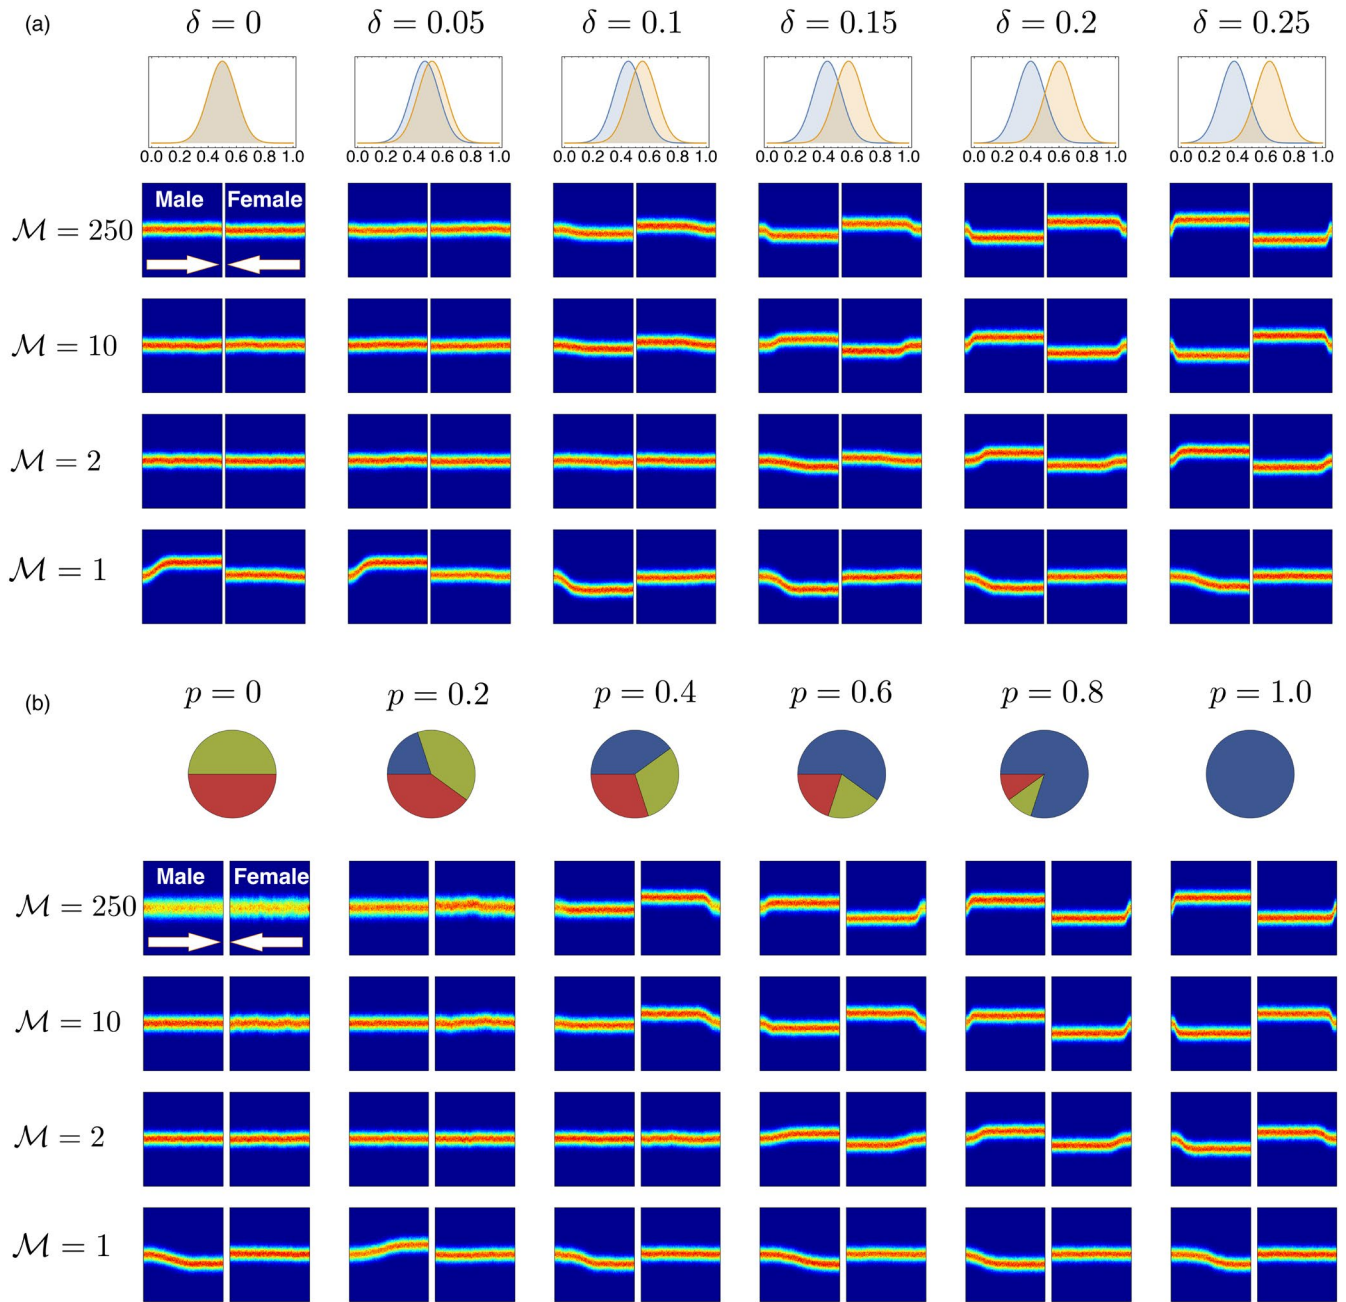 (a)
δ = 0 δ = 0.05 δ = 0.1 δ = 0.15 δ = 0.2 δ = 0.25
0.0 0.2 0.4 0.6 0.8 1.0 0.0 0.2 0.4 0.6 0.8 1.0 0.0 0.2 0.4 0.6 0.8 1.0 0.0 0.2 0.4 0.6 0.8 1.0 0.0 0.2 0.4 0.6 0.8 1.0 0.0 0.2 0.4 0.6 0.8 1.0
Male Female
ℳ = 250
ℳ = 10
ℳ = 2
ℳ = 1
(b)
p = 0 p = 0.2 p = 0.4 p = 0.6 p = 0.8 p = 1.0
Male Female
ℳ = 250
ℳ = 10
ℳ = 2
ℳ = 1